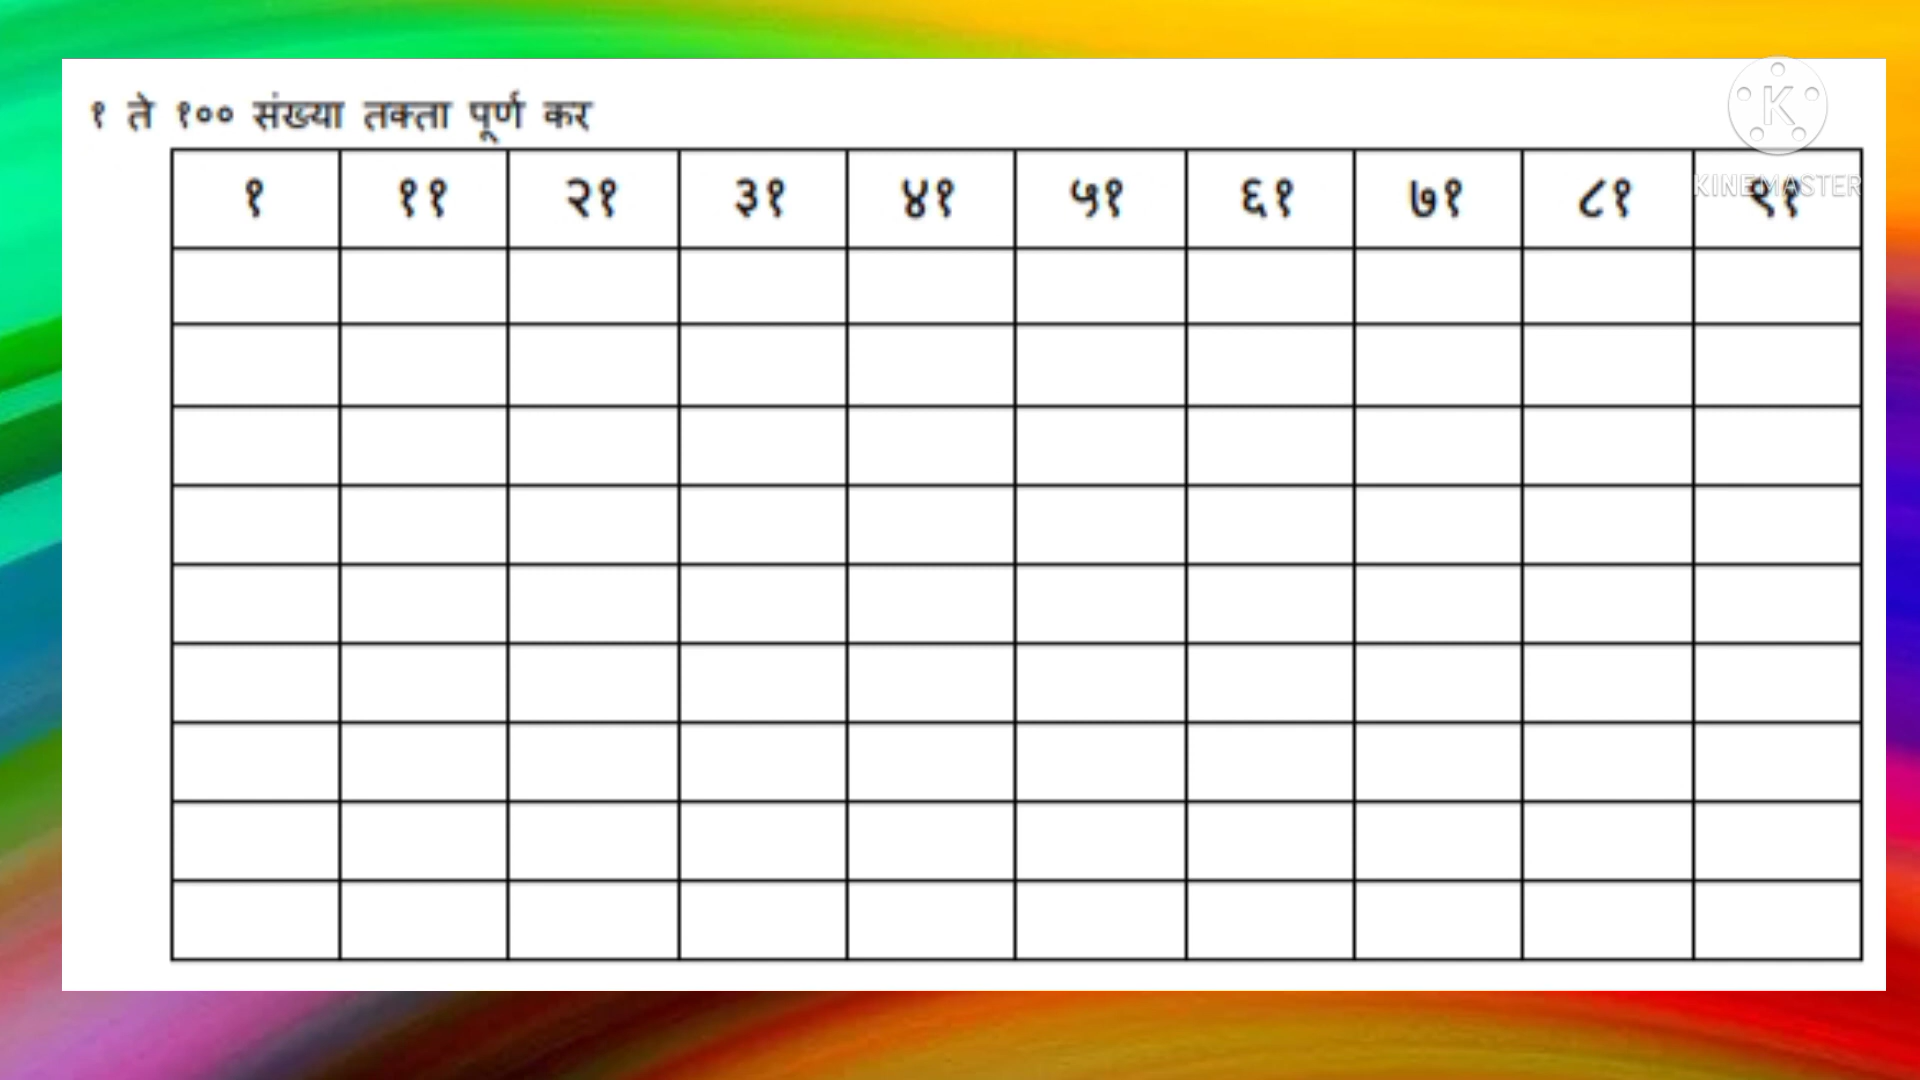 १ ते १०० संख्या तक्ता पूर्ण कर
१ ११ २१ ३१ ४१ ५१ ६१ ७१ ८१ ९१
K
KINEMASTER